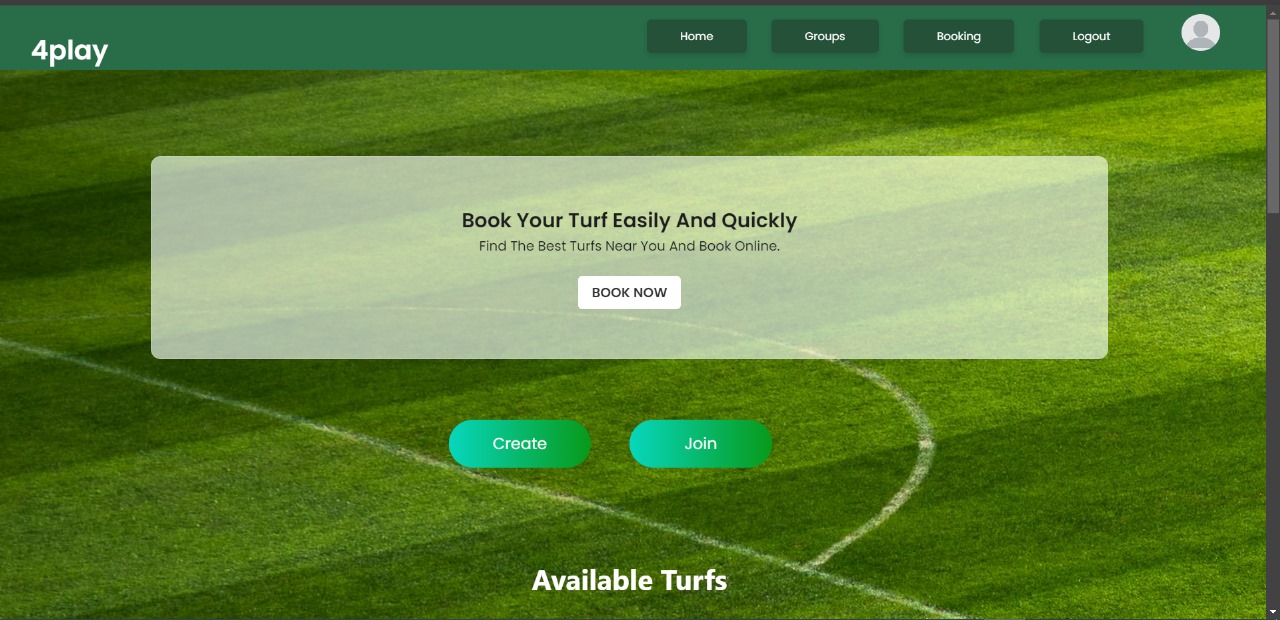 4play
Home
Groups
Booking
Logout
Book Your Turf Easily And Quickly
Find The Best Turfs Near You And Book Online.
BOOK NOW
Create
Join
Available Turfs